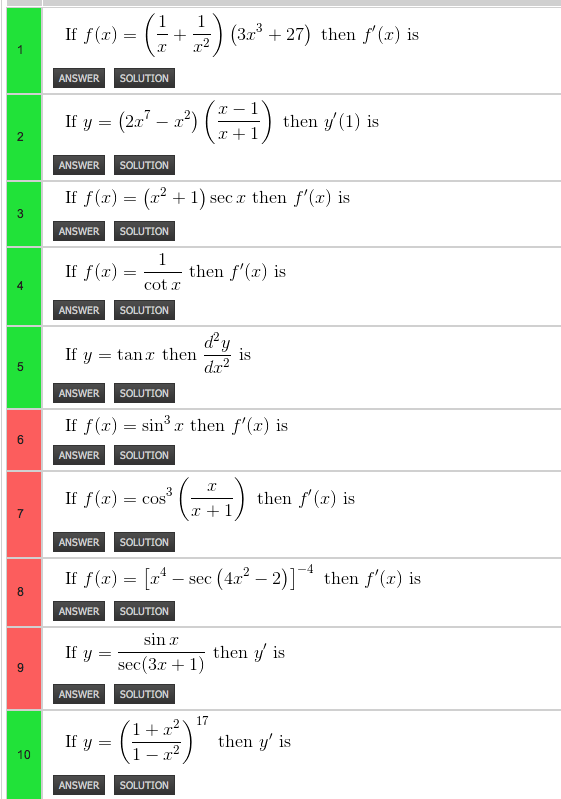 1 If f(x) = (1/x + 1/x²) (3x³ + 27) then f′(x) is
ANSWER SOLUTION
2 If y = (2x⁷ − x²) ((x − 1)/(x + 1)) then y′(1) is
ANSWER SOLUTION
3 If f(x) = (x² + 1) sec x then f′(x) is
ANSWER SOLUTION
4 If f(x) = 1/cot x then f′(x) is
ANSWER SOLUTION
5 If y = tan x then d²y/dx² is
ANSWER SOLUTION
6 If f(x) = sin³ x then f′(x) is
ANSWER SOLUTION
7 If f(x) = cos³ (x/(x + 1)) then f′(x) is
ANSWER SOLUTION
8 If f(x) = [x⁴ − sec (4x² − 2)]⁻⁴ then f′(x) is
ANSWER SOLUTION
9 If y = sin x/sec(3x + 1) then y′ is
ANSWER SOLUTION
10 If y = ((1 + x²)/(1 − x²))¹⁷ then y′ is
ANSWER SOLUTION